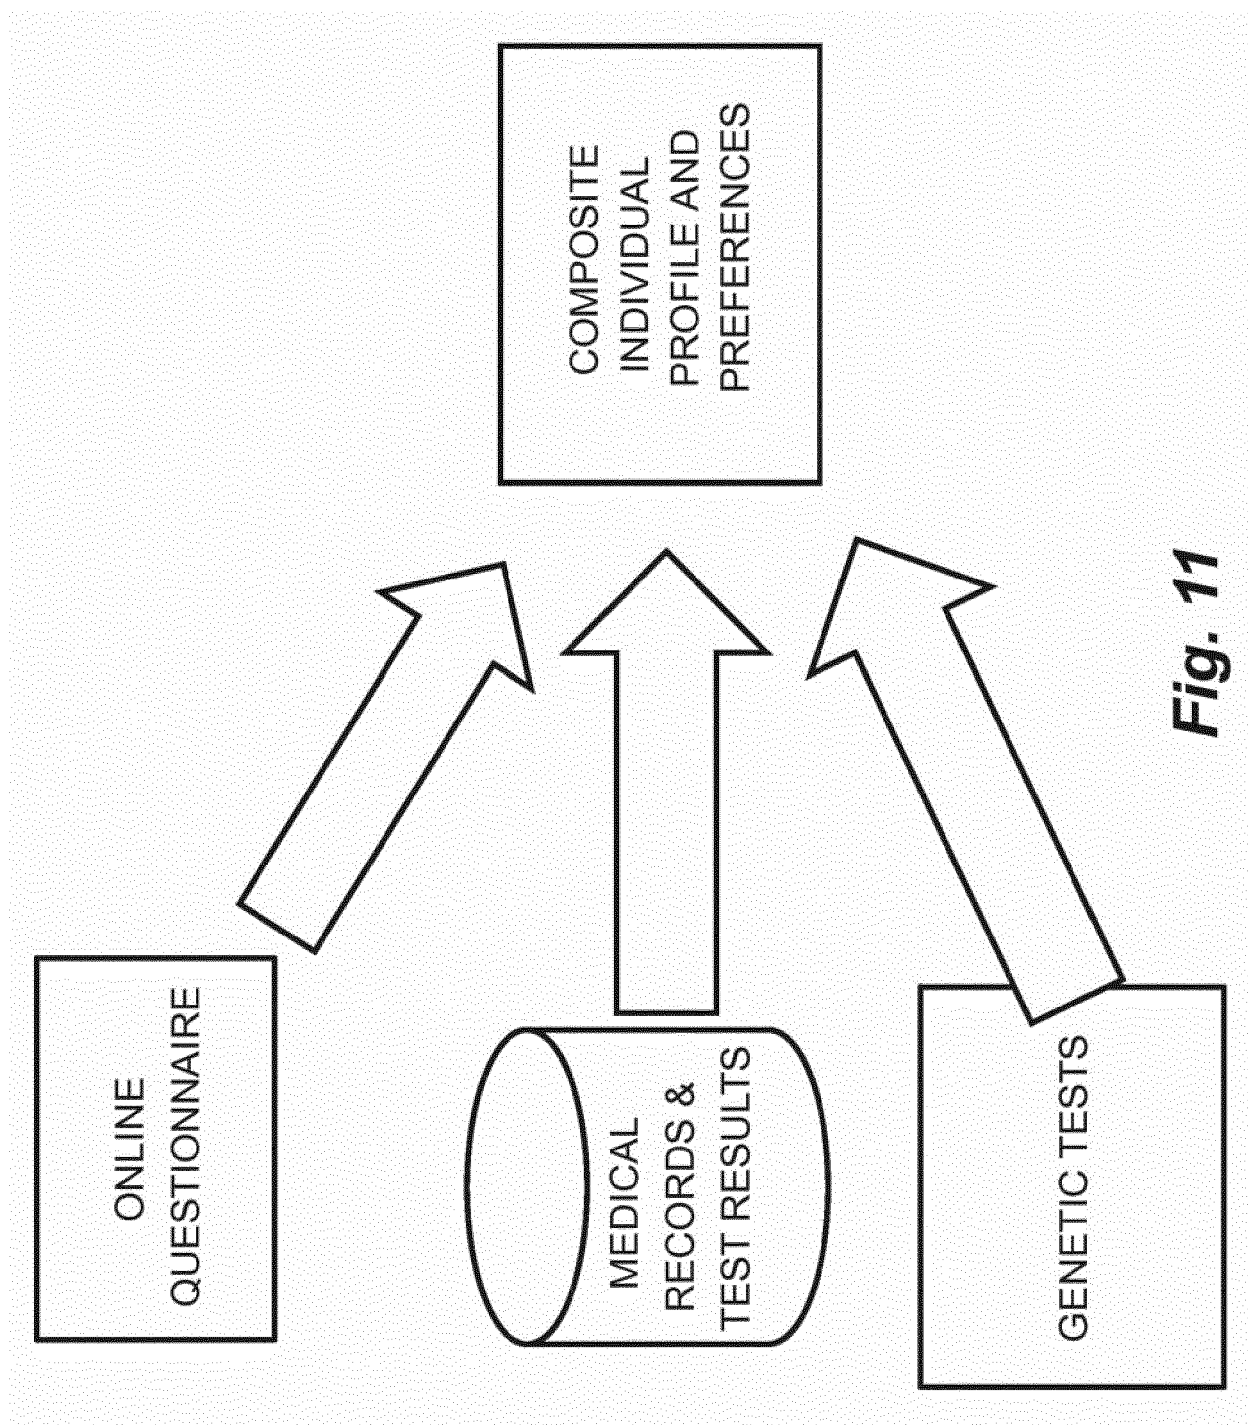 ONLINE
QUESTIONNAIRE
MEDICAL
RECORDS &
TEST RESULTS
GENETIC TESTS
COMPOSITE
INDIVIDUAL
PROFILE AND
PREFERENCES
Fig. 11